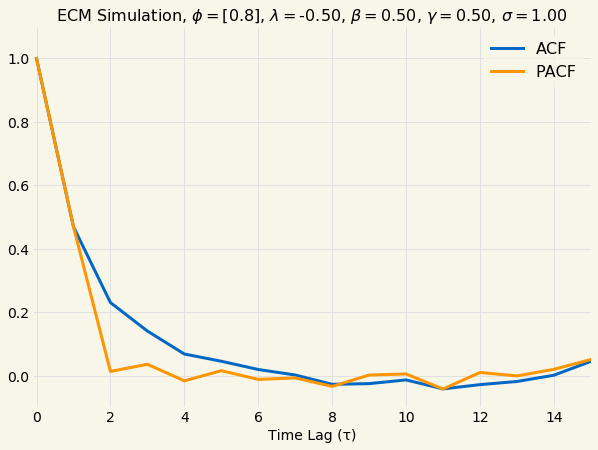 ECM Simulation, ϕ = [0.8], λ = -0.50, β = 0.50, γ = 0.50, σ = 1.00
ACF
PACF
1.0
0.8
0.6
0.4
0.2
0.0
0 2 4 6 8 10 12 14
Time Lag (τ)